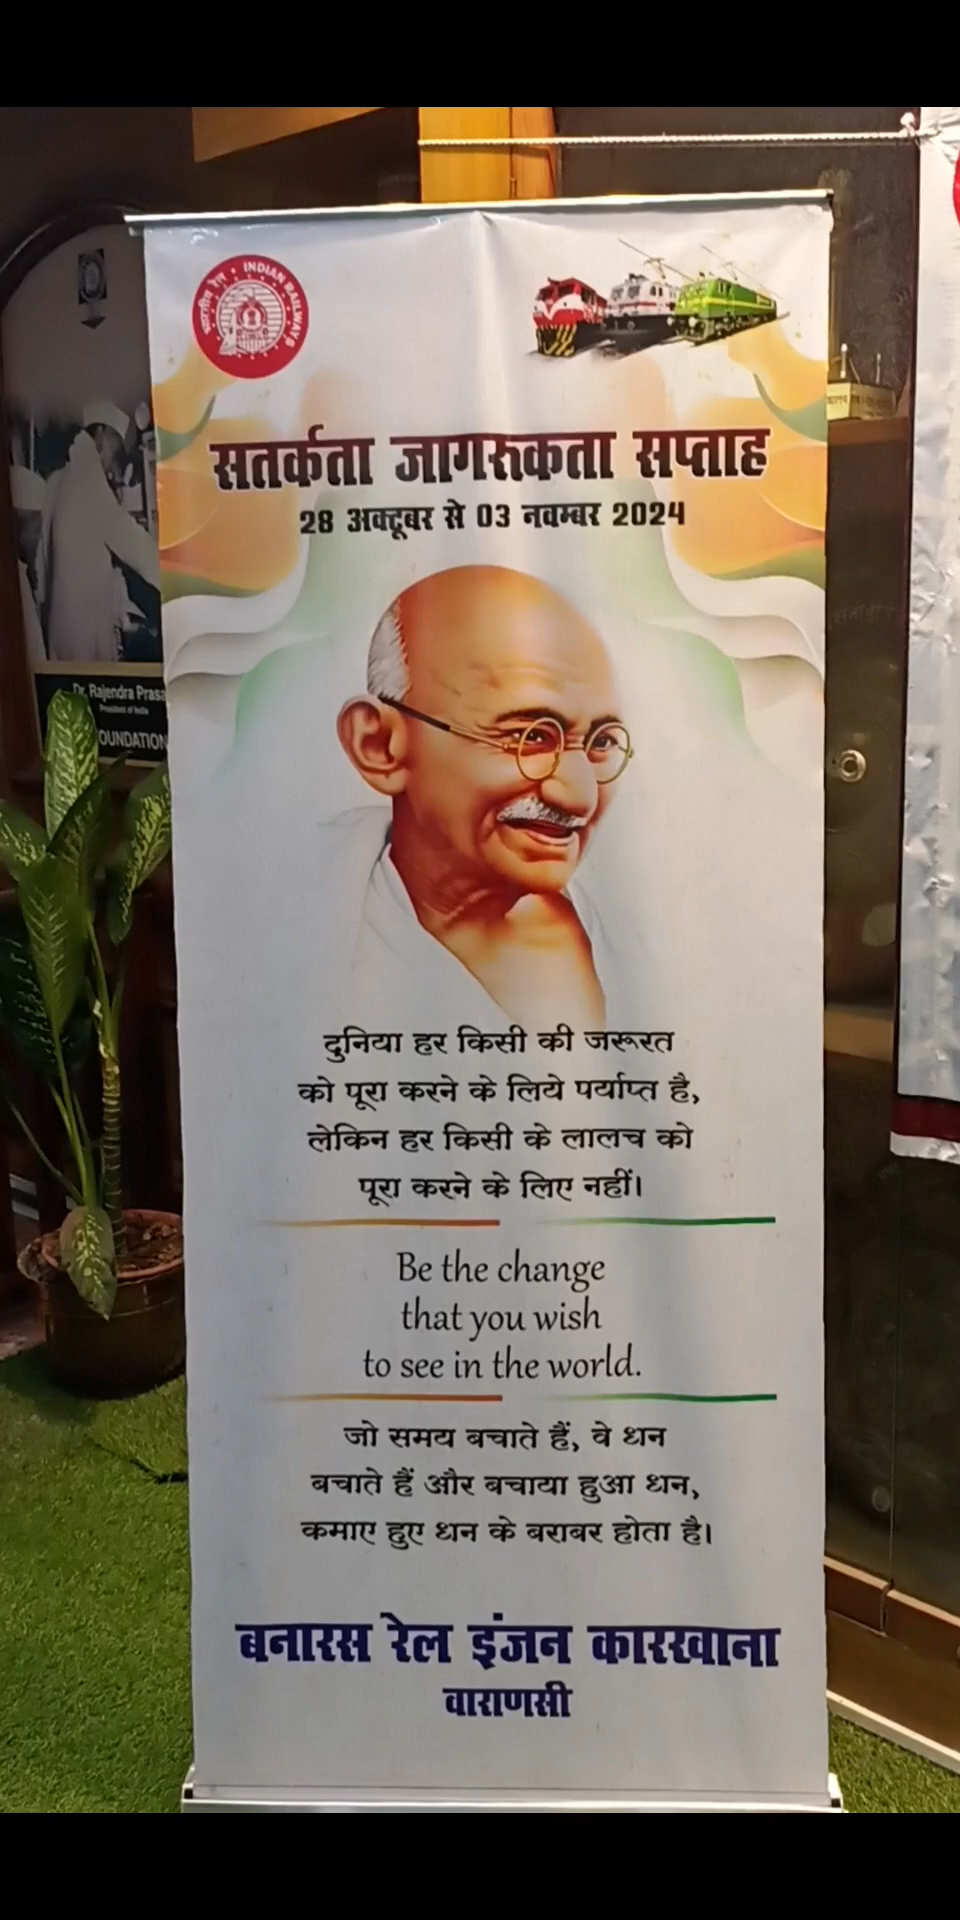 भारतीय रेल • INDIAN RAILWAYS
सतर्कता जागरूकता सप्ताह
28 अक्टूबर से 03 नवम्बर 2024
दुनिया हर किसी की जरूरत
को पूरा करने के लिये पर्याप्त है,
लेकिन हर किसी के लालच को
पूरा करने के लिए नहीं।
Be the change
that you wish
to see in the world.
जो समय बचाते हैं, वे धन
बचाते हैं और बचाया हुआ धन,
कमाए हुए धन के बराबर होता है।
बनारस रेल इंजन कारखाना
वाराणसी
Dr. Rajendra Prasa
President of India
OUNDATION